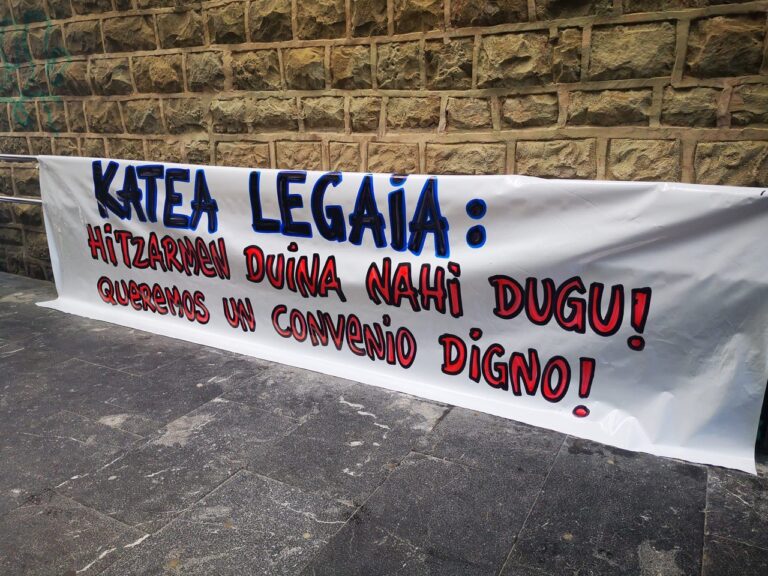 KATEA LEGAiA:
HiTZARMEN DUiNA NAHi DUGU!
QUEREMOS UN CONVENiO DiGNO!